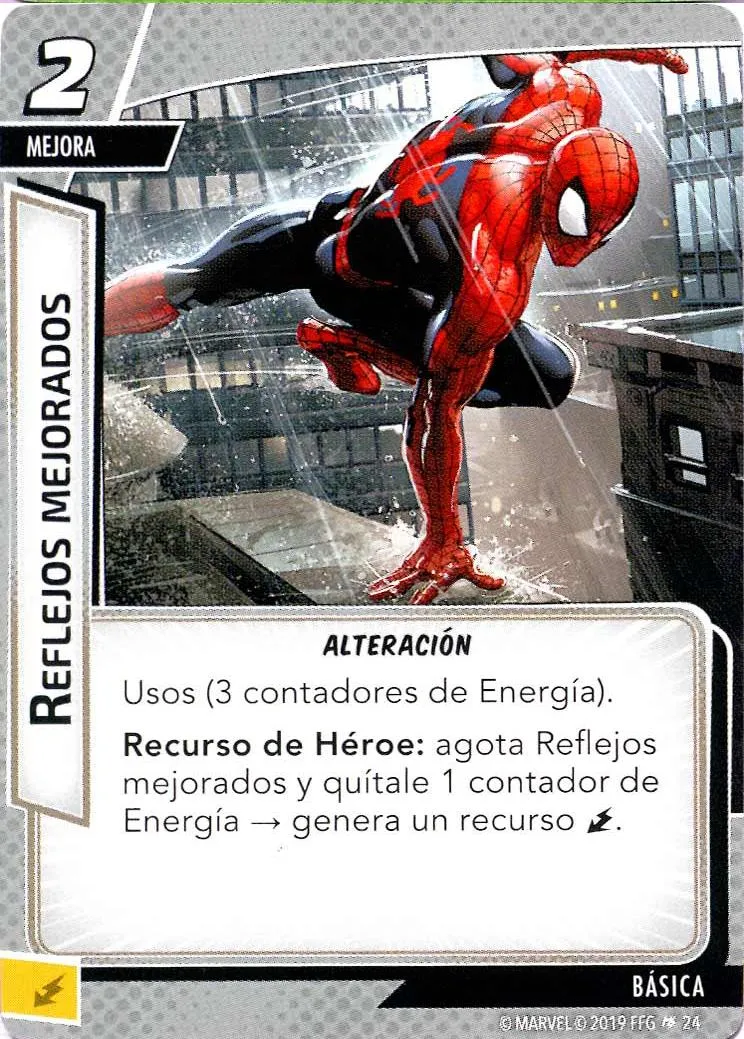 2
MEJORA
REFLEJOS MEJORADOS
ALTERACIÓN
Usos (3 contadores de Energía).
Recurso de Héroe: agota Reflejos
mejorados y quítale 1 contador de
Energía → genera un recurso .
BÁSICA
© MARVEL © 2019 FFG 24